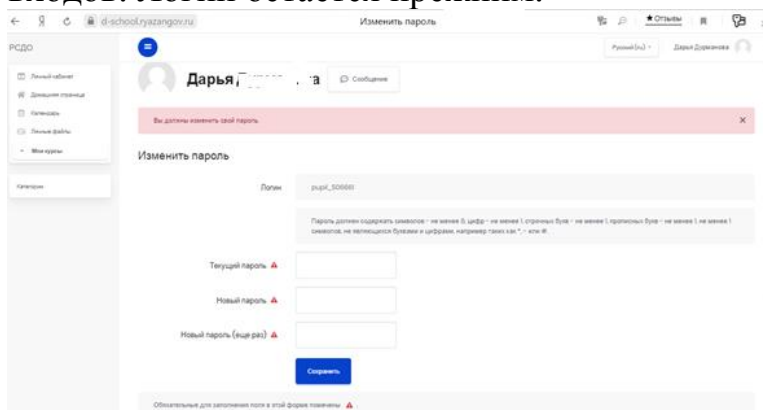 входов. Логин остается прежним.
d-school.ryazangov.ru
Изменить пароль
Отзывы
РСДО
Русский (ru)
Личный кабинет
Домашняя страница
Календарь
Личные файлы
Мои курсы
Категории
Дарья
Сообщение
Вы должны изменить свой пароль
Изменить пароль
Логин
Пароль должен содержать символов - не менее 8, цифр - не менее 1, строчных букв - не менее 1, прописных букв - не менее 1, не менее 1
символов, не являющихся буквами и цифрами, например таких как *, - или #.
Текущий пароль
Новый пароль
Новый пароль (еще раз)
Сохранить
Обязательные для заполнения поля в этой форме помечены